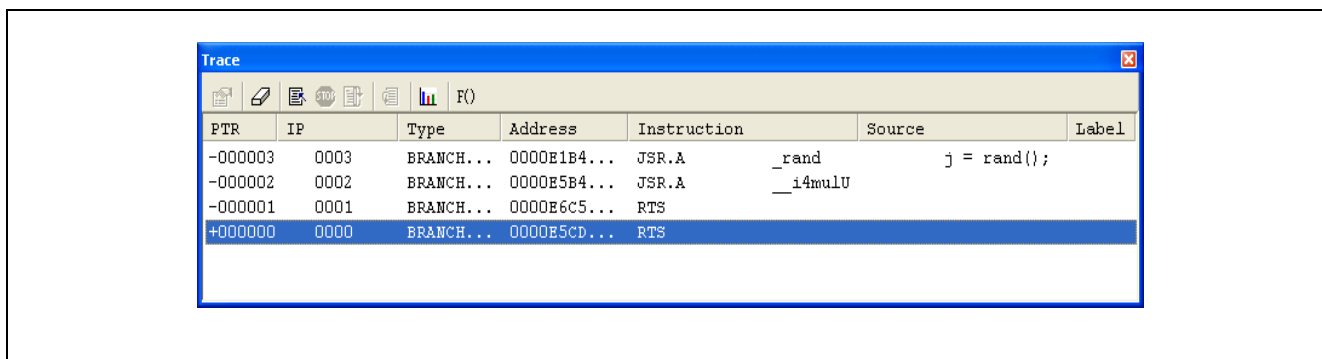 Trace
STOP F()
PTR IP Type Address Instruction Source Label
-000003 0003 BRANCH... 0000E1B4... JSR.A _rand j = rand();
-000002 0002 BRANCH... 0000E5B4... JSR.A __i4mulU
-000001 0001 BRANCH... 0000E6C5... RTS
+000000 0000 BRANCH... 0000E5CD... RTS